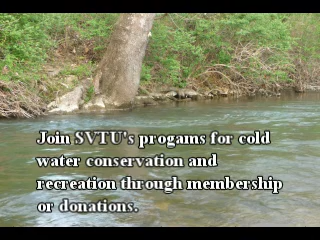 Join SVTU's progams for cold
water conservation and
recreation through membership
or donations.